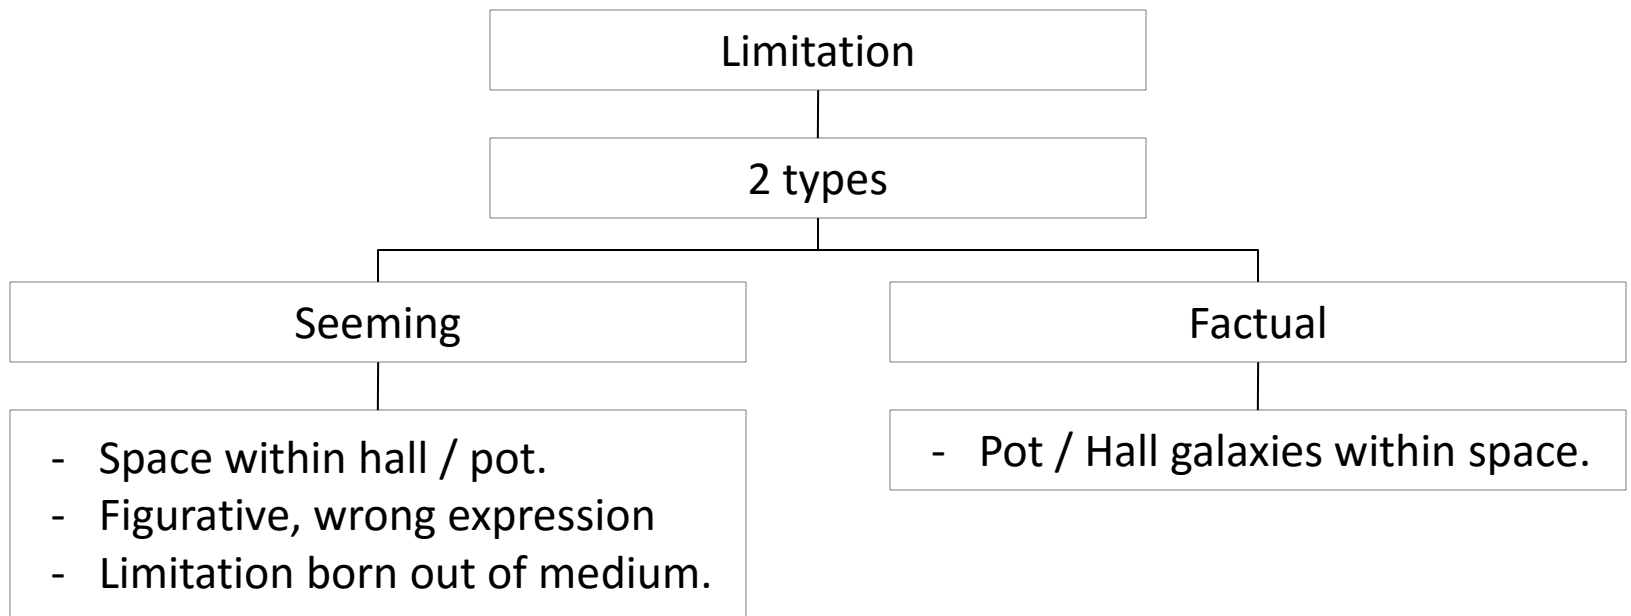 Limitation
2 types
Seeming
Factual
- Space within hall / pot.
- Figurative, wrong expression
- Limitation born out of medium.
- Pot / Hall galaxies within space.